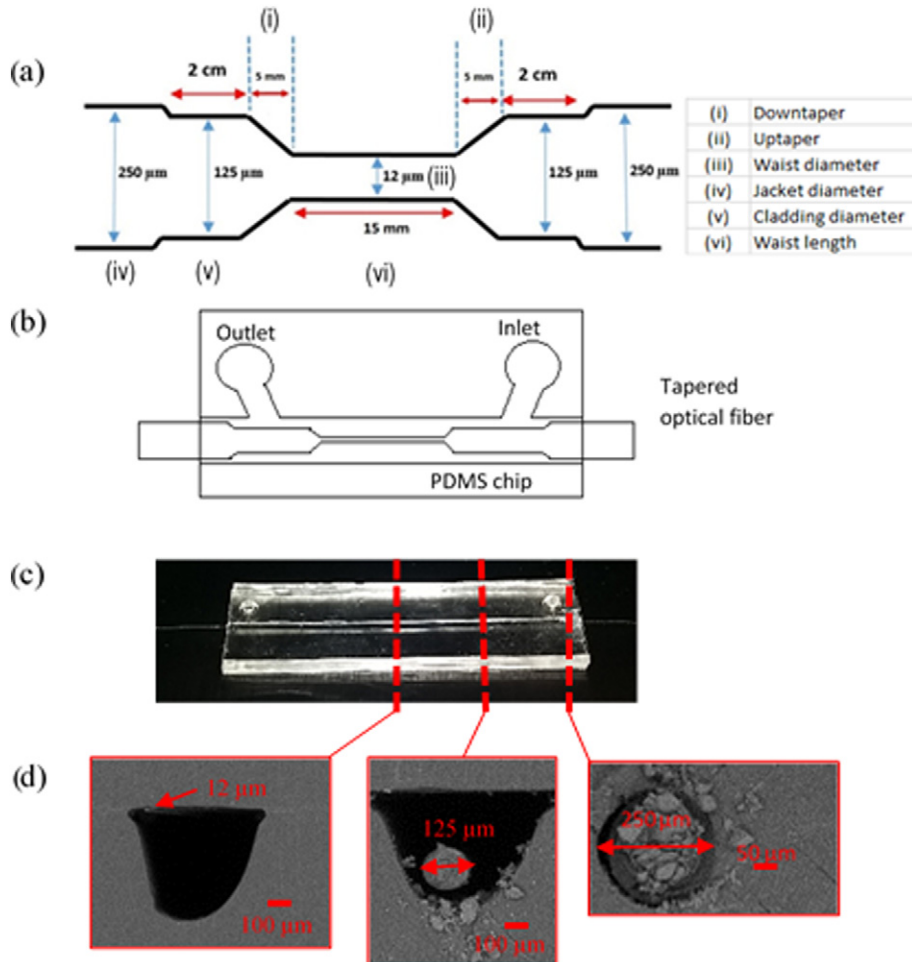 (a)
(i)
(ii)
2 cm
5 mm
5 mm
2 cm
250 µm
125 µm
12 µm
(iii)
125 µm
250 µm
15 mm
(iv)
(v)
(vi)
(i) Downtaper
(ii) Uptaper
(iii) Waist diameter
(iv) Jacket diameter
(v) Cladding diameter
(vi) Waist length
(b)
Outlet
Inlet
Tapered
optical fiber
PDMS chip
(c)
(d)
12 µm
100 µm
125 µm
100 µm
250 µm
50 µm